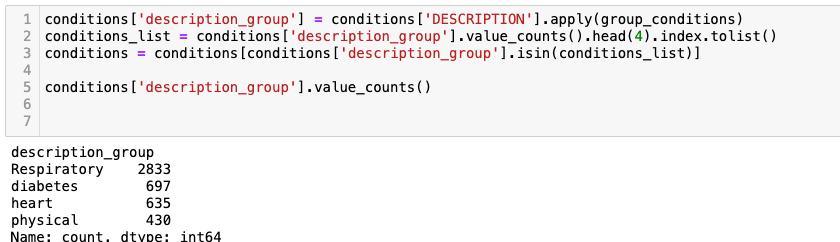 1 conditions['description_group'] = conditions['DESCRIPTION'].apply(group_conditions)
2 conditions_list = conditions['description_group'].value_counts().head(4).index.tolist()
3 conditions = conditions[conditions['description_group'].isin(conditions_list)]
4
5 conditions['description_group'].value_counts()
6
7
description_group
Respiratory    2833
diabetes        697
heart           635
physical        430
Name: count, dtype: int64